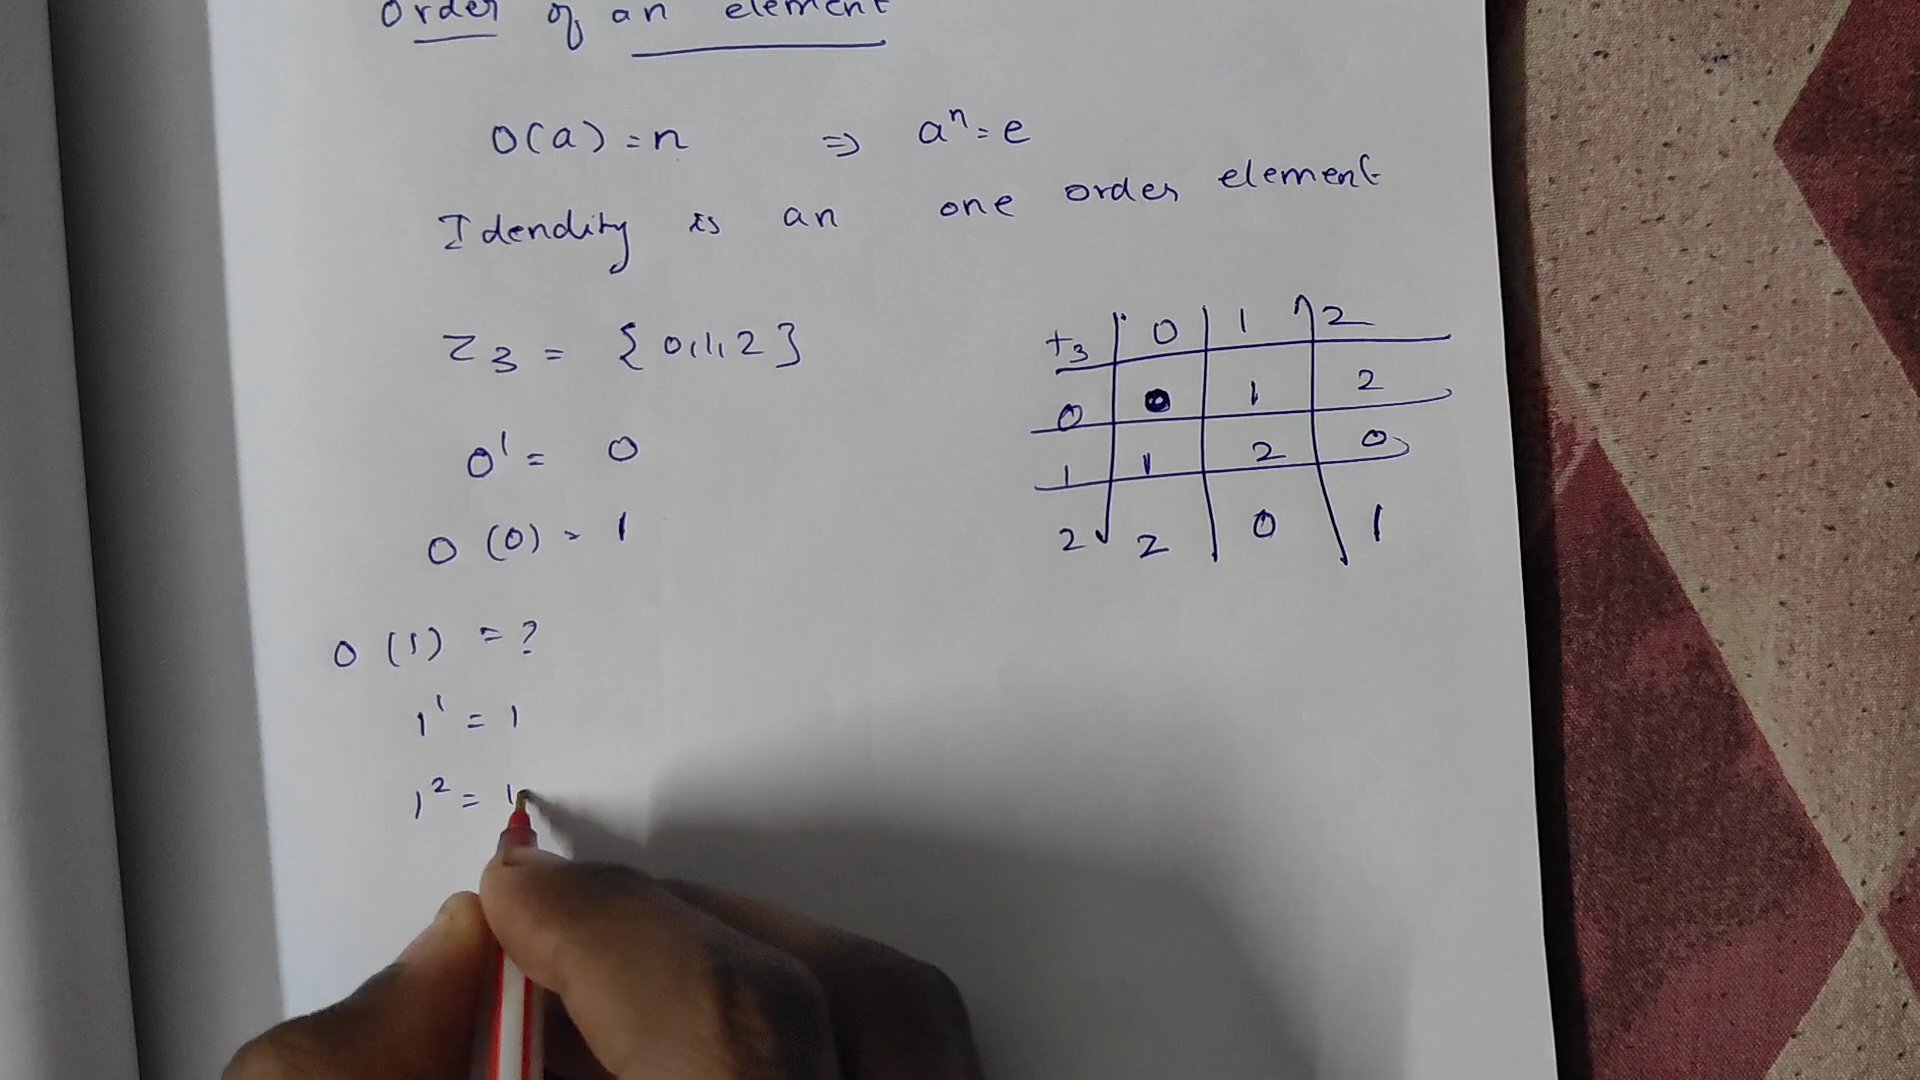 Order of an element
O(a) = n ⇒ aⁿ = e
Idendity is an one order element
Z3 = {0,1,2}
+3 0 1 2
0 0 1 2
1 1 2 0
2 2 0 1
0¹ = 0
O (0) = 1
O (1) = ?
1¹ = 1
1² = 1